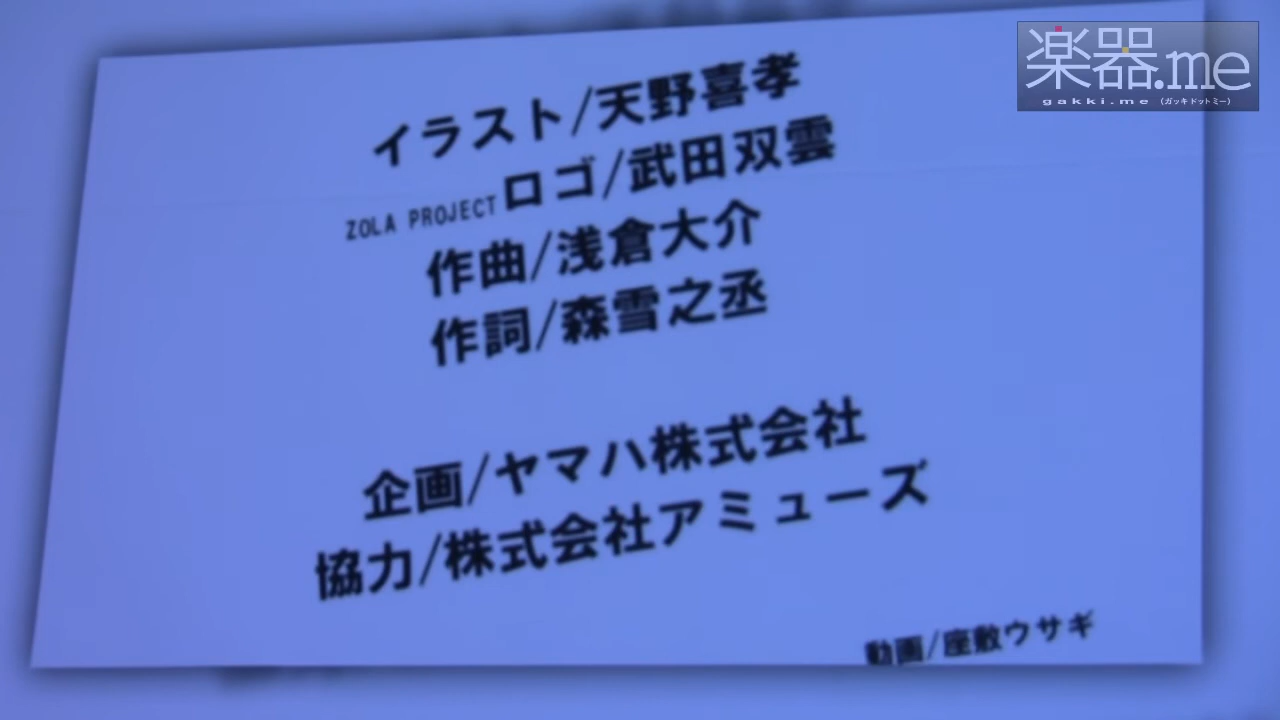 楽器.me
gakki.me （ガッキドットミー）
イラスト/天野喜孝
ZOLA PROJECT ロゴ/武田双雲
作曲/浅倉大介
作詞/森雪之丞
企画/ヤマハ株式会社
協力/株式会社アミューズ
動画/座敷ウサギ